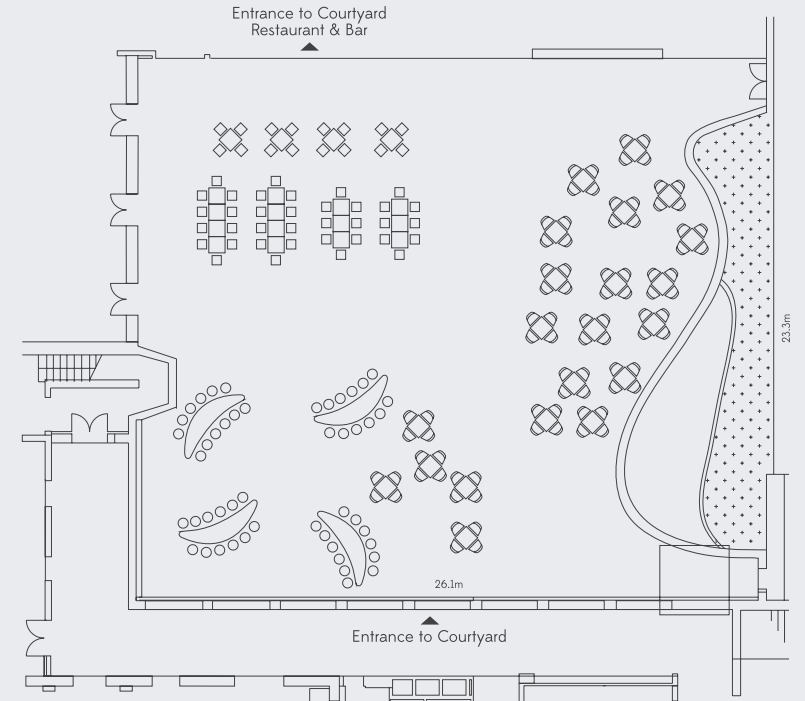 Entrance to Courtyard
Restaurant & Bar
23.3m
26.1m
Entrance to Courtyard